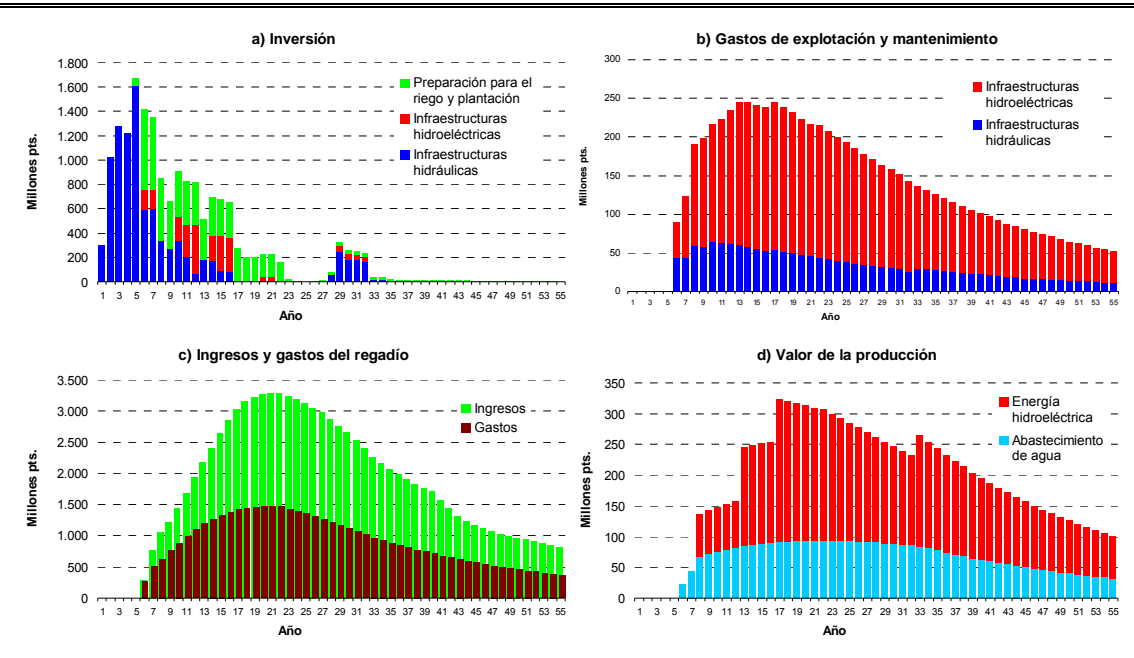 a) Inversión
1.800
1.600
1.400
1.200
1.000
800
600
400
200
0
Millones pts.
Preparación para el
riego y plantación
Infraestructuras
hidroeléctricas
Infraestructuras
hidráulicas
1 3 5 7 9 11 13 15 17 19 21 23 25 27 29 31 33 35 37 39 41 43 45 47 49 51 53 55
Año
b) Gastos de explotación y mantenimiento
300
250
200
150
100
50
0
Millones pts.
Infraestructuras
hidroeléctricas
Infraestructuras
hidráulicas
1 3 5 7 9 11 13 15 17 19 21 23 25 27 29 31 33 35 37 39 41 43 45 47 49 51 53 55
Año
c) Ingresos y gastos del regadío
3.500
3.000
2.500
2.000
1.500
1.000
500
0
Millones pts.
Ingresos
Gastos
1 3 5 7 9 11 13 15 17 19 21 23 25 27 29 31 33 35 37 39 41 43 45 47 49 51 53 55
Año
d) Valor de la producción
350
300
250
200
150
100
50
0
Millones pts.
Energía
hidroeléctrica
Abastecimiento
de agua
1 3 5 7 9 11 13 15 17 19 21 23 25 27 29 31 33 35 37 39 41 43 45 47 49 51 53 55
Año